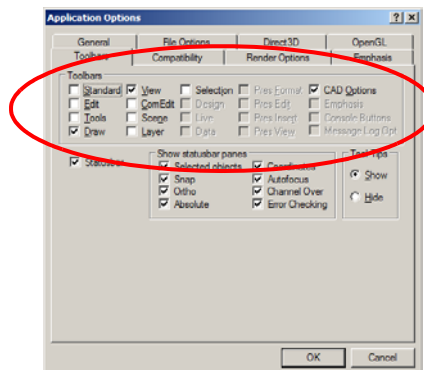 Application Options
General File Options Direct3D OpenGL
Toolbars Compatibility Render Options Emphasis
Toolbars
Standard View Selection Pres Format CAD Options
Edit ComEdit Design Pres Edit Emphasis
Tools Scene Live Pres Insert Console Buttons
Draw Layer Data Pres View Message Log Opt
Statusbar
Show statusbar panes
Tool Tips
Selected objects Coordinates
Snap Autofocus
Show
Ortho Channel Over
Absolute Error Checking
Hide
OK Cancel